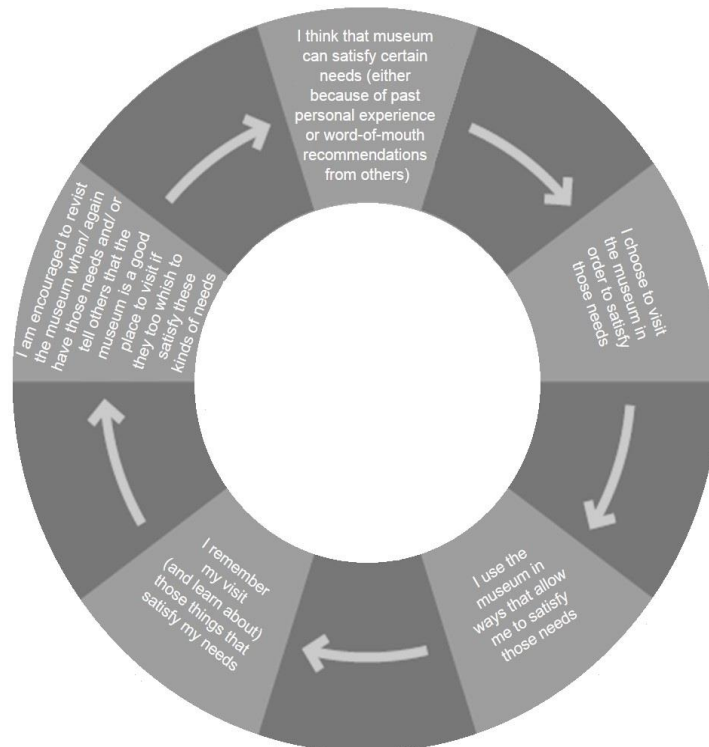 I think that museum
can satisfy certain
needs (either
because of past
personal experience
or word-of-mouth
recommendations
from others)
I choose to visit
the museum in
order to satisfy
those needs
I use the
museum in
ways that allow
me to satisfy
those needs
I remember
my visit
(and learn about)
those things that
satisfy my needs
I am encouraged to revist
the museum when/ again
have those needs and/ or
tell others that the
museum is a good
place to visit if
they too whish to
satisfy these
kinds of needs